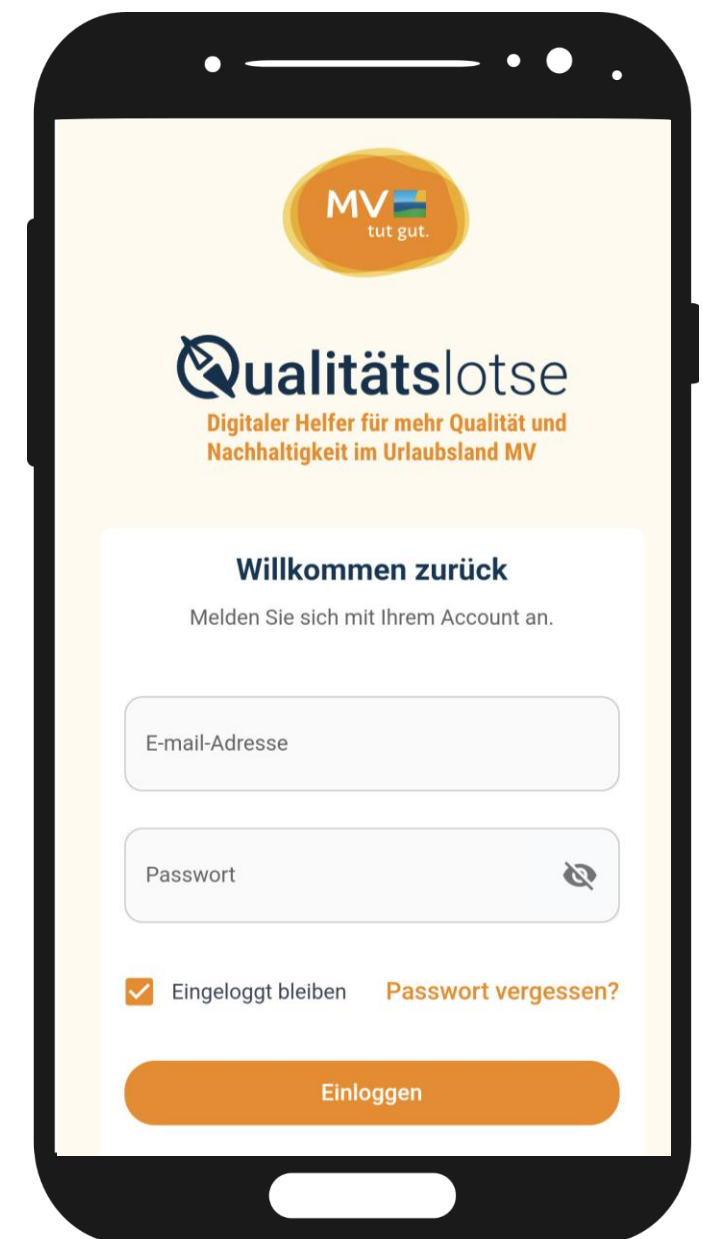 MV
tut gut.
Qualitätslotse
Digitaler Helfer für mehr Qualität und
Nachhaltigkeit im Urlaubsland MV
Willkommen zurück
Melden Sie sich mit Ihrem Account an.
E-mail-Adresse
Passwort
Eingeloggt bleiben Passwort vergessen?
Einloggen